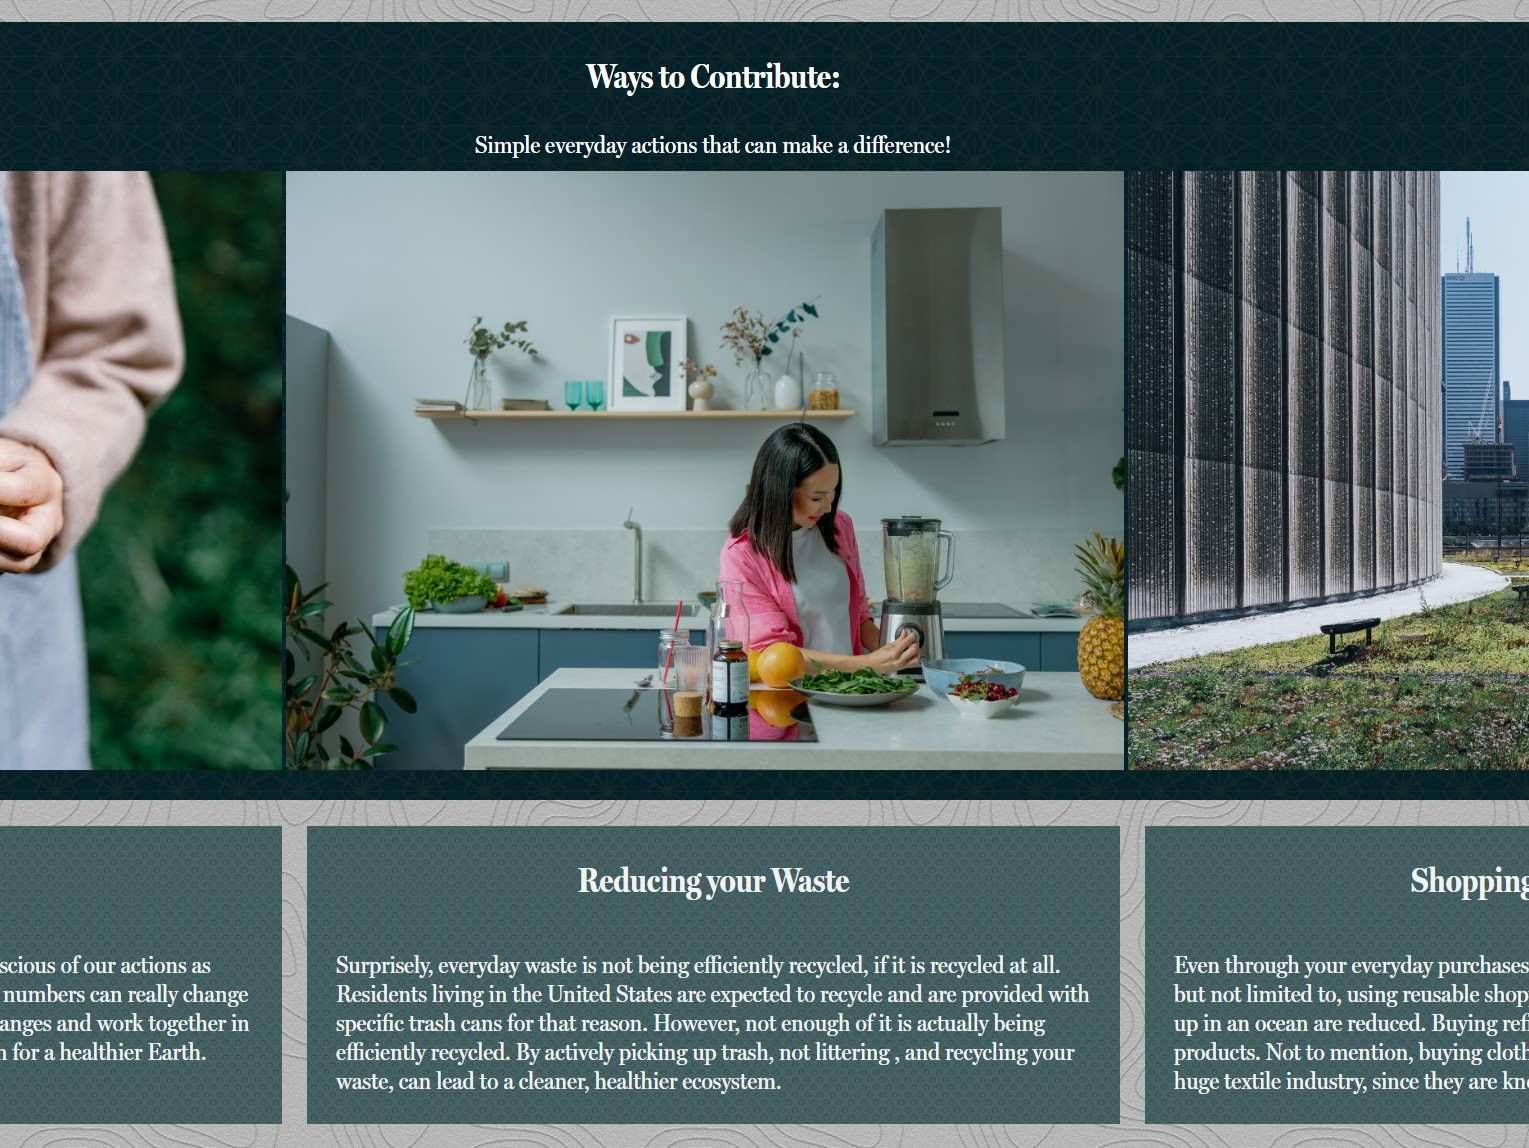 Ways to Contribute:
Simple everyday actions that can make a difference!
scious of our actions as
numbers can really change
anges and work together in
n for a healthier Earth.
Reducing your Waste
Surprisely, everyday waste is not being efficiently recycled, if it is recycled at all.
Residents living in the United States are expected to recycle and are provided with
specific trash cans for that reason. However, not enough of it is actually being
efficiently recycled. By actively picking up trash, not littering , and recycling your
waste, can lead to a cleaner, healthier ecosystem.
Shopping
Even through your everyday purchases
but not limited to, using reusable shop
up in an ocean are reduced. Buying refi
products. Not to mention, buying cloth
huge textile industry, since they are kn